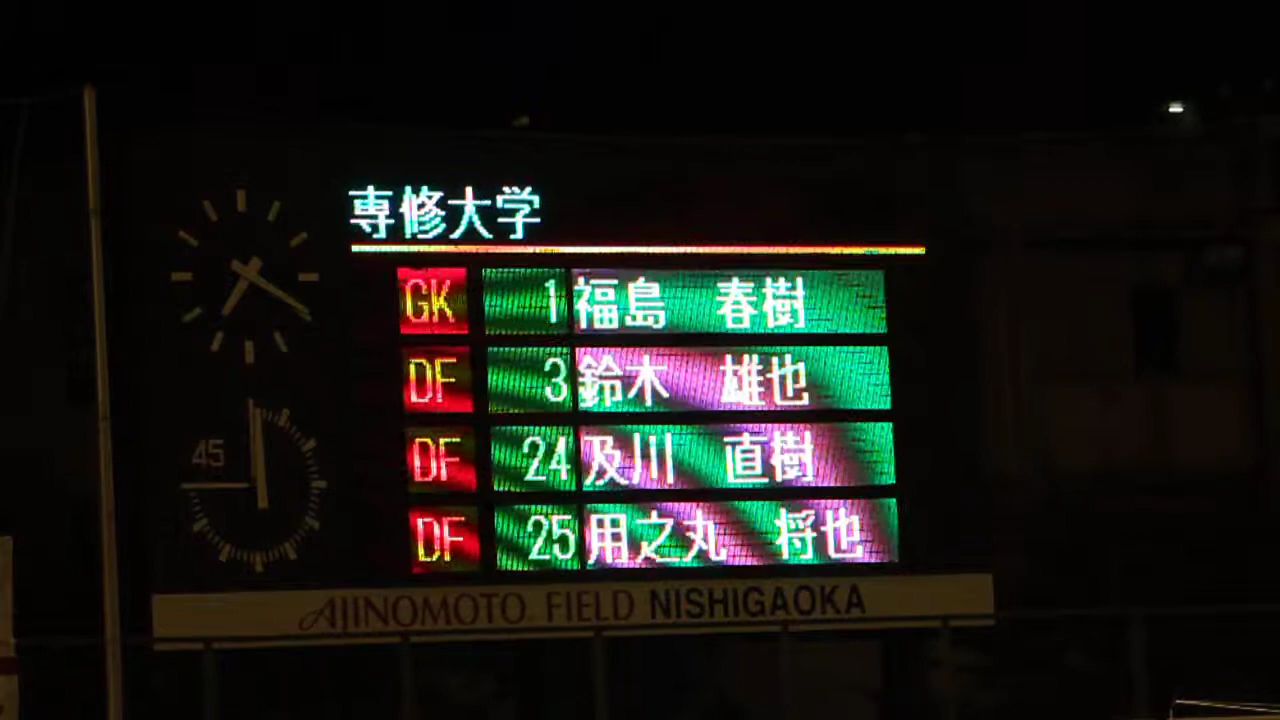 専修大学
GK 1 福島 春樹
DF 3 鈴木 雄也
DF 24 及川 直樹
DF 25 用之丸 将也
45
AJINOMOTO FIELD NISHIGAOKA